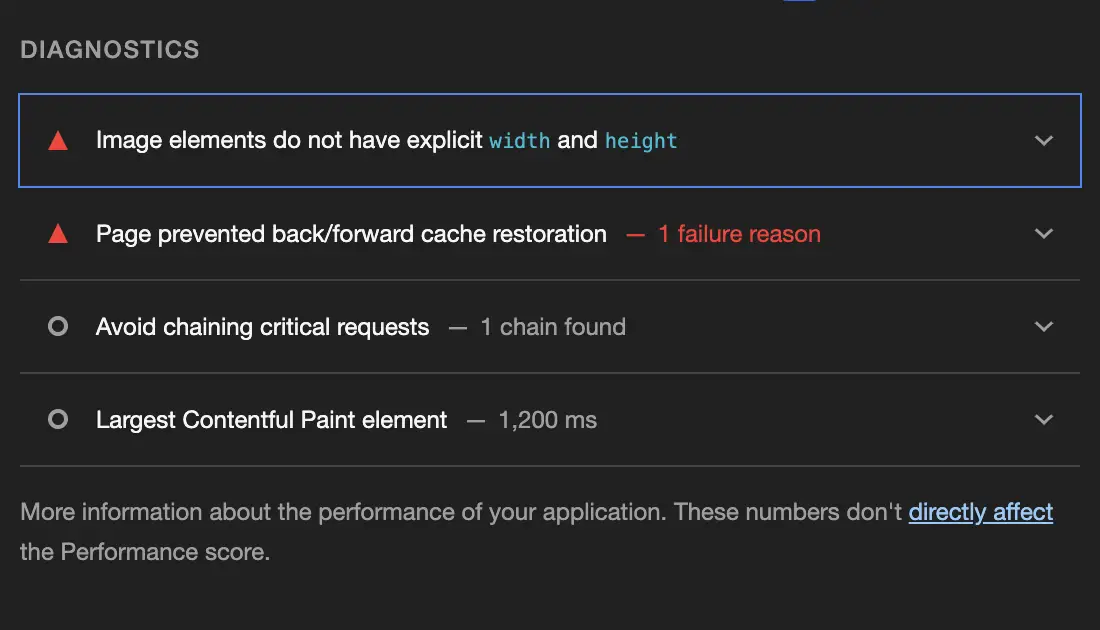 DIAGNOSTICS
Image elements do not have explicit width and height
Page prevented back/forward cache restoration — 1 failure reason
Avoid chaining critical requests — 1 chain found
Largest Contentful Paint element — 1,200 ms
More information about the performance of your application. These numbers don't directly affect
the Performance score.